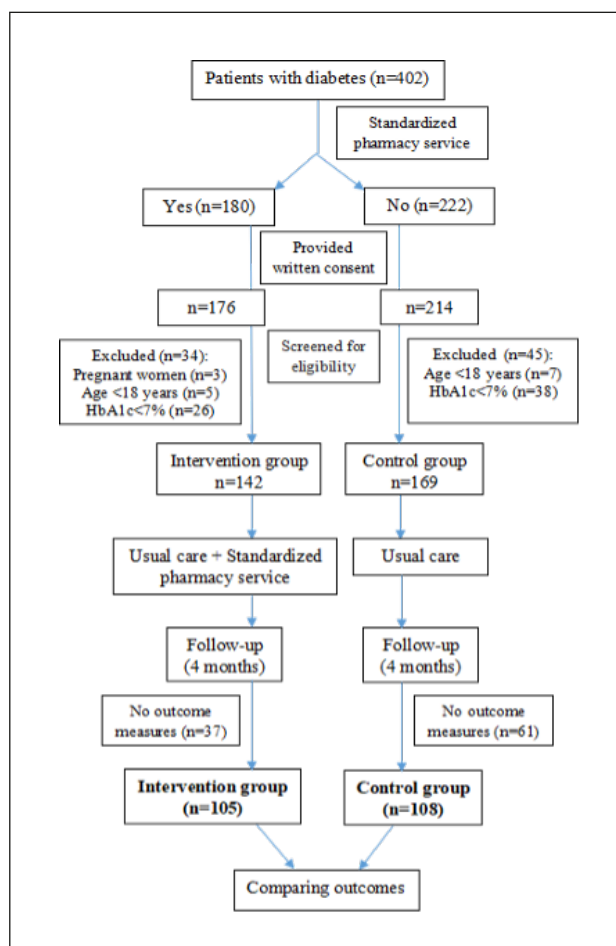 Patients with diabetes (n=402)
Standardized
pharmacy service
Yes (n=180)
No (n=222)
Provided
written consent
n=176
n=214
Screened for
eligibility
Excluded (n=34):
Pregnant women (n=3)
Age <18 years (n=5)
HbA1c<7% (n=26)
Excluded (n=45):
Age <18 years (n=7)
HbA1c<7% (n=38)
Intervention group
n=142
Control group
n=169
Usual care + Standardized
pharmacy service
Usual care
Follow-up
(4 months)
Follow-up
(4 months)
No outcome
measures (n=37)
No outcome
measures (n=61)
Intervention group
(n=105)
Control group
(n=108)
Comparing outcomes